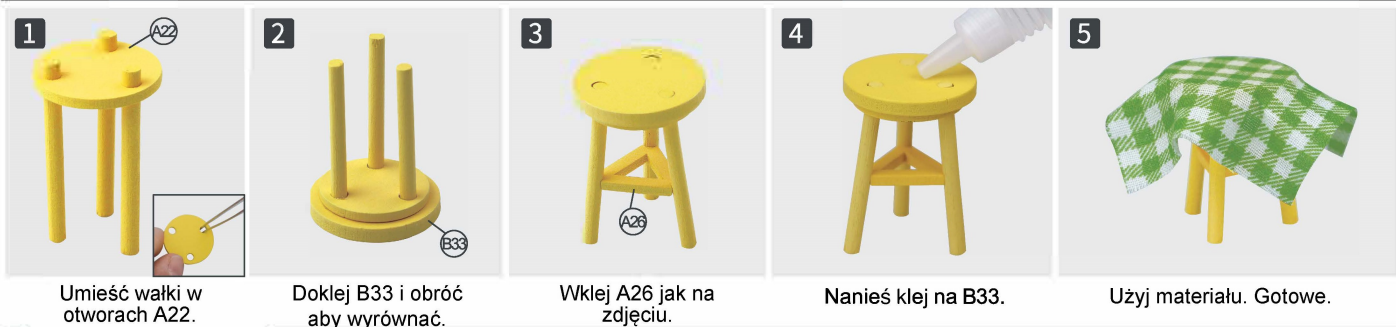 1
A22
Umieść wałki w
otworach A22.
2
B33
Doklej B33 i obróć
aby wyrównać.
3
A26
Wklej A26 jak na
zdjęciu.
4
Nanieś klej na B33.
5
Użyj materiału. Gotowe.